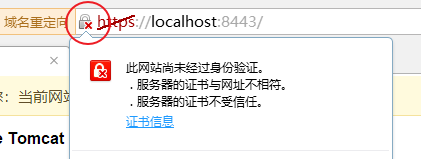 域名重定向
https://localhost:8443/
此网站尚未经过身份验证。
. 服务器的证书与网址不相符。
. 服务器的证书不受信任。
证书信息
：当前网站
e Tomcat